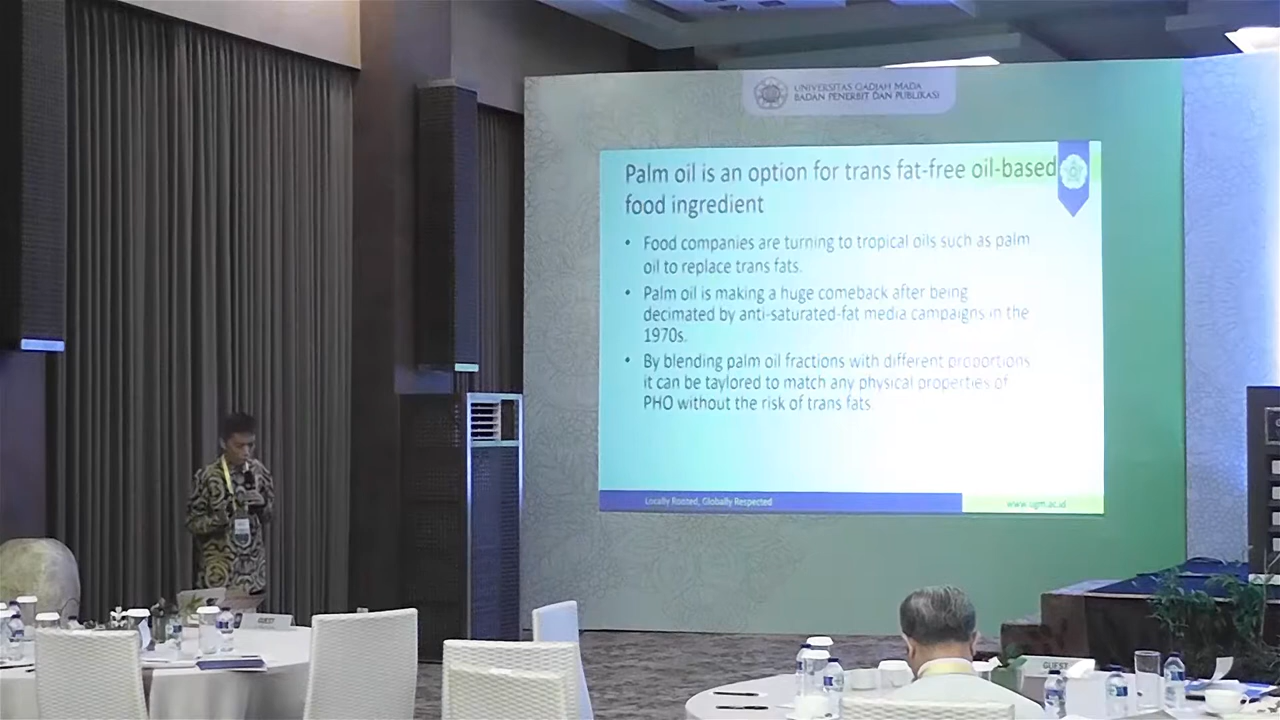 UNIVERSITAS GADJAH MADA
BADAN PENERBIT DAN PUBLIKASI
Palm oil is an option for trans fat-free oil-based
food ingredient
• Food companies are turning to tropical oils such as palm
oil to replace trans fats.
• Palm oil is making a huge comeback after being
decimated by anti-saturated-fat media campaigns in the
1970s.
• By blending palm oil fractions with different proportions
it can be taylored to match any physical properties of
PHO without the risk of trans fats.
Locally Rooted, Globally Respected
www.ugm.ac.id
GUEST
GUEST